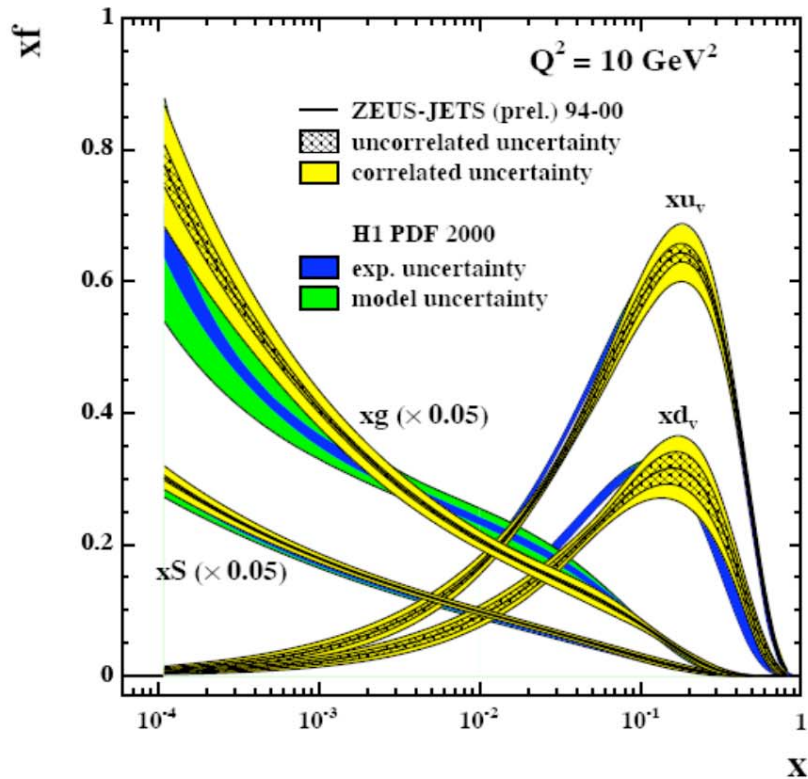 xf
1
0.8
0.6
0.4
0.2
0
Q² = 10 GeV²
ZEUS-JETS (prel.) 94-00
uncorrelated uncertainty
correlated uncertainty
H1 PDF 2000
exp. uncertainty
model uncertainty
xuᵥ
xdᵥ
xg (× 0.05)
xS (× 0.05)
10⁻⁴ 10⁻³ 10⁻² 10⁻¹ 1
x